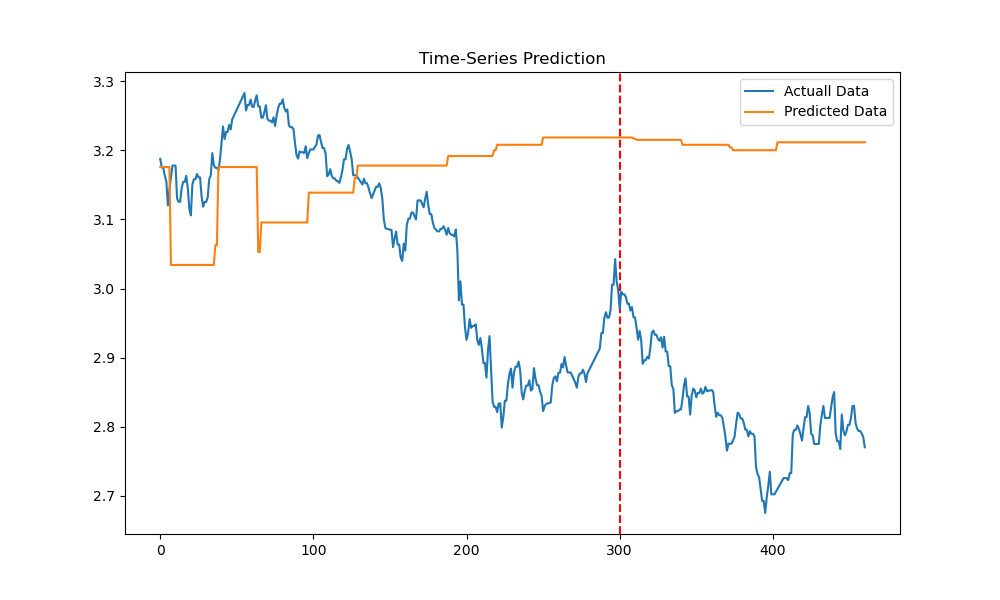 Time-Series Prediction
Actuall Data
Predicted Data
3.3
3.2
3.1
3.0
2.9
2.8
2.7
0 100 200 300 400